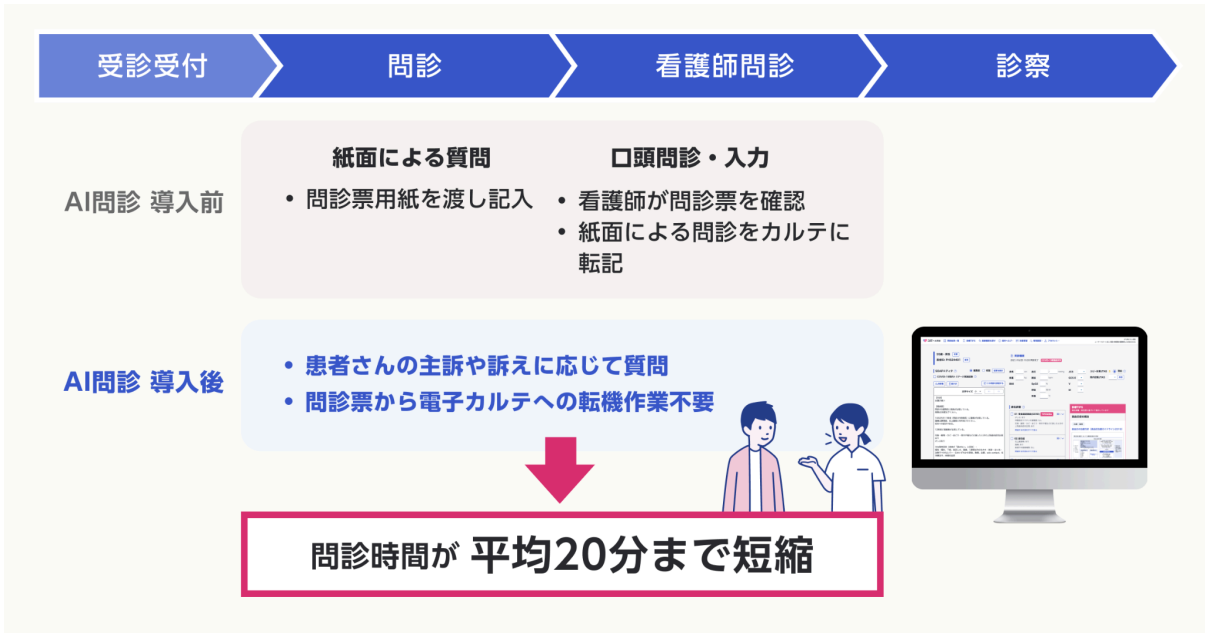 受診受付
問診
看護師問診
診察
AI問診 導入前
紙面による質問
• 問診票用紙を渡し記入
口頭問診・入力
• 看護師が問診票を確認
• 紙面による問診をカルテに
転記
AI問診 導入後
• 患者さんの主訴や訴えに応じて質問
• 問診票から電子カルテへの転機作業不要
問診時間が 平均20分まで短縮